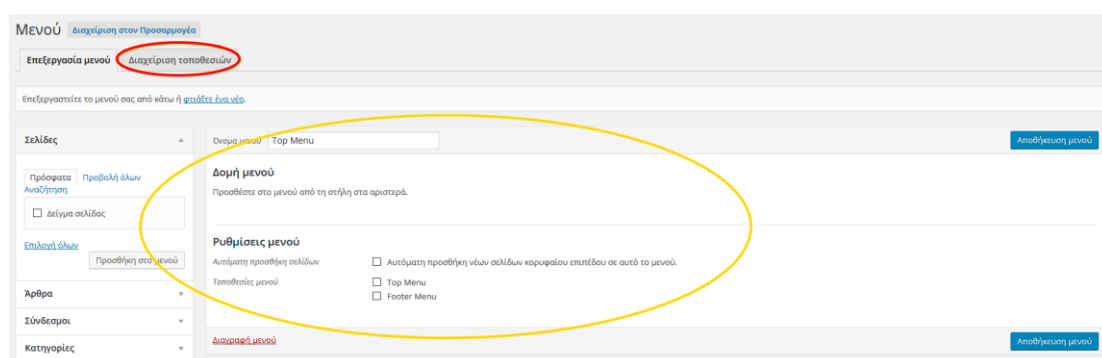 Μενού Διαχείριση στον Προσαρμογέα
Επεξεργασία μενού Διαχείριση τοποθεσιών
Επεξεργαστείτε το μενού σας από κάτω ή φτιάξτε ένα νέο.
Σελίδες
Πρόσφατα Προβολή όλων
Αναζήτηση
Δείγμα σελίδας
Επιλογή όλων
Προσθήκη στο μενού
Άρθρα
Σύνδεσμοι
Κατηγορίες
Όνομα μενού Top Menu Αποθήκευση μενού
Δομή μενού
Προσθέστε στο μενού από τη στήλη στα αριστερά.
Ρυθμίσεις μενού
Αυτόματη προσθήκη σελίδων Αυτόματη προσθήκη νέων σελίδων κορυφαίου επιπέδου σε αυτό το μενού.
Τοποθεσίες μενού Top Menu
Footer Menu
Διαγραφή μενού Αποθήκευση μενού